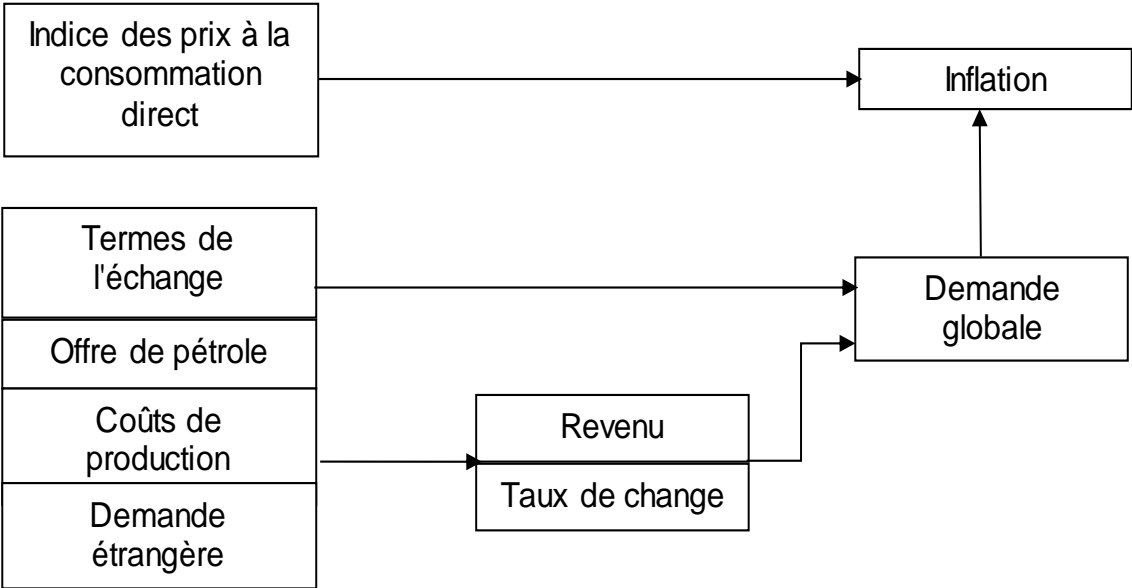 Indice des prix à la
consommation
direct
Inflation
Termes de
l'échange
Demande
globale
Offre de pétrole
Coûts de
production
Revenu
Taux de change
Demande
étrangère